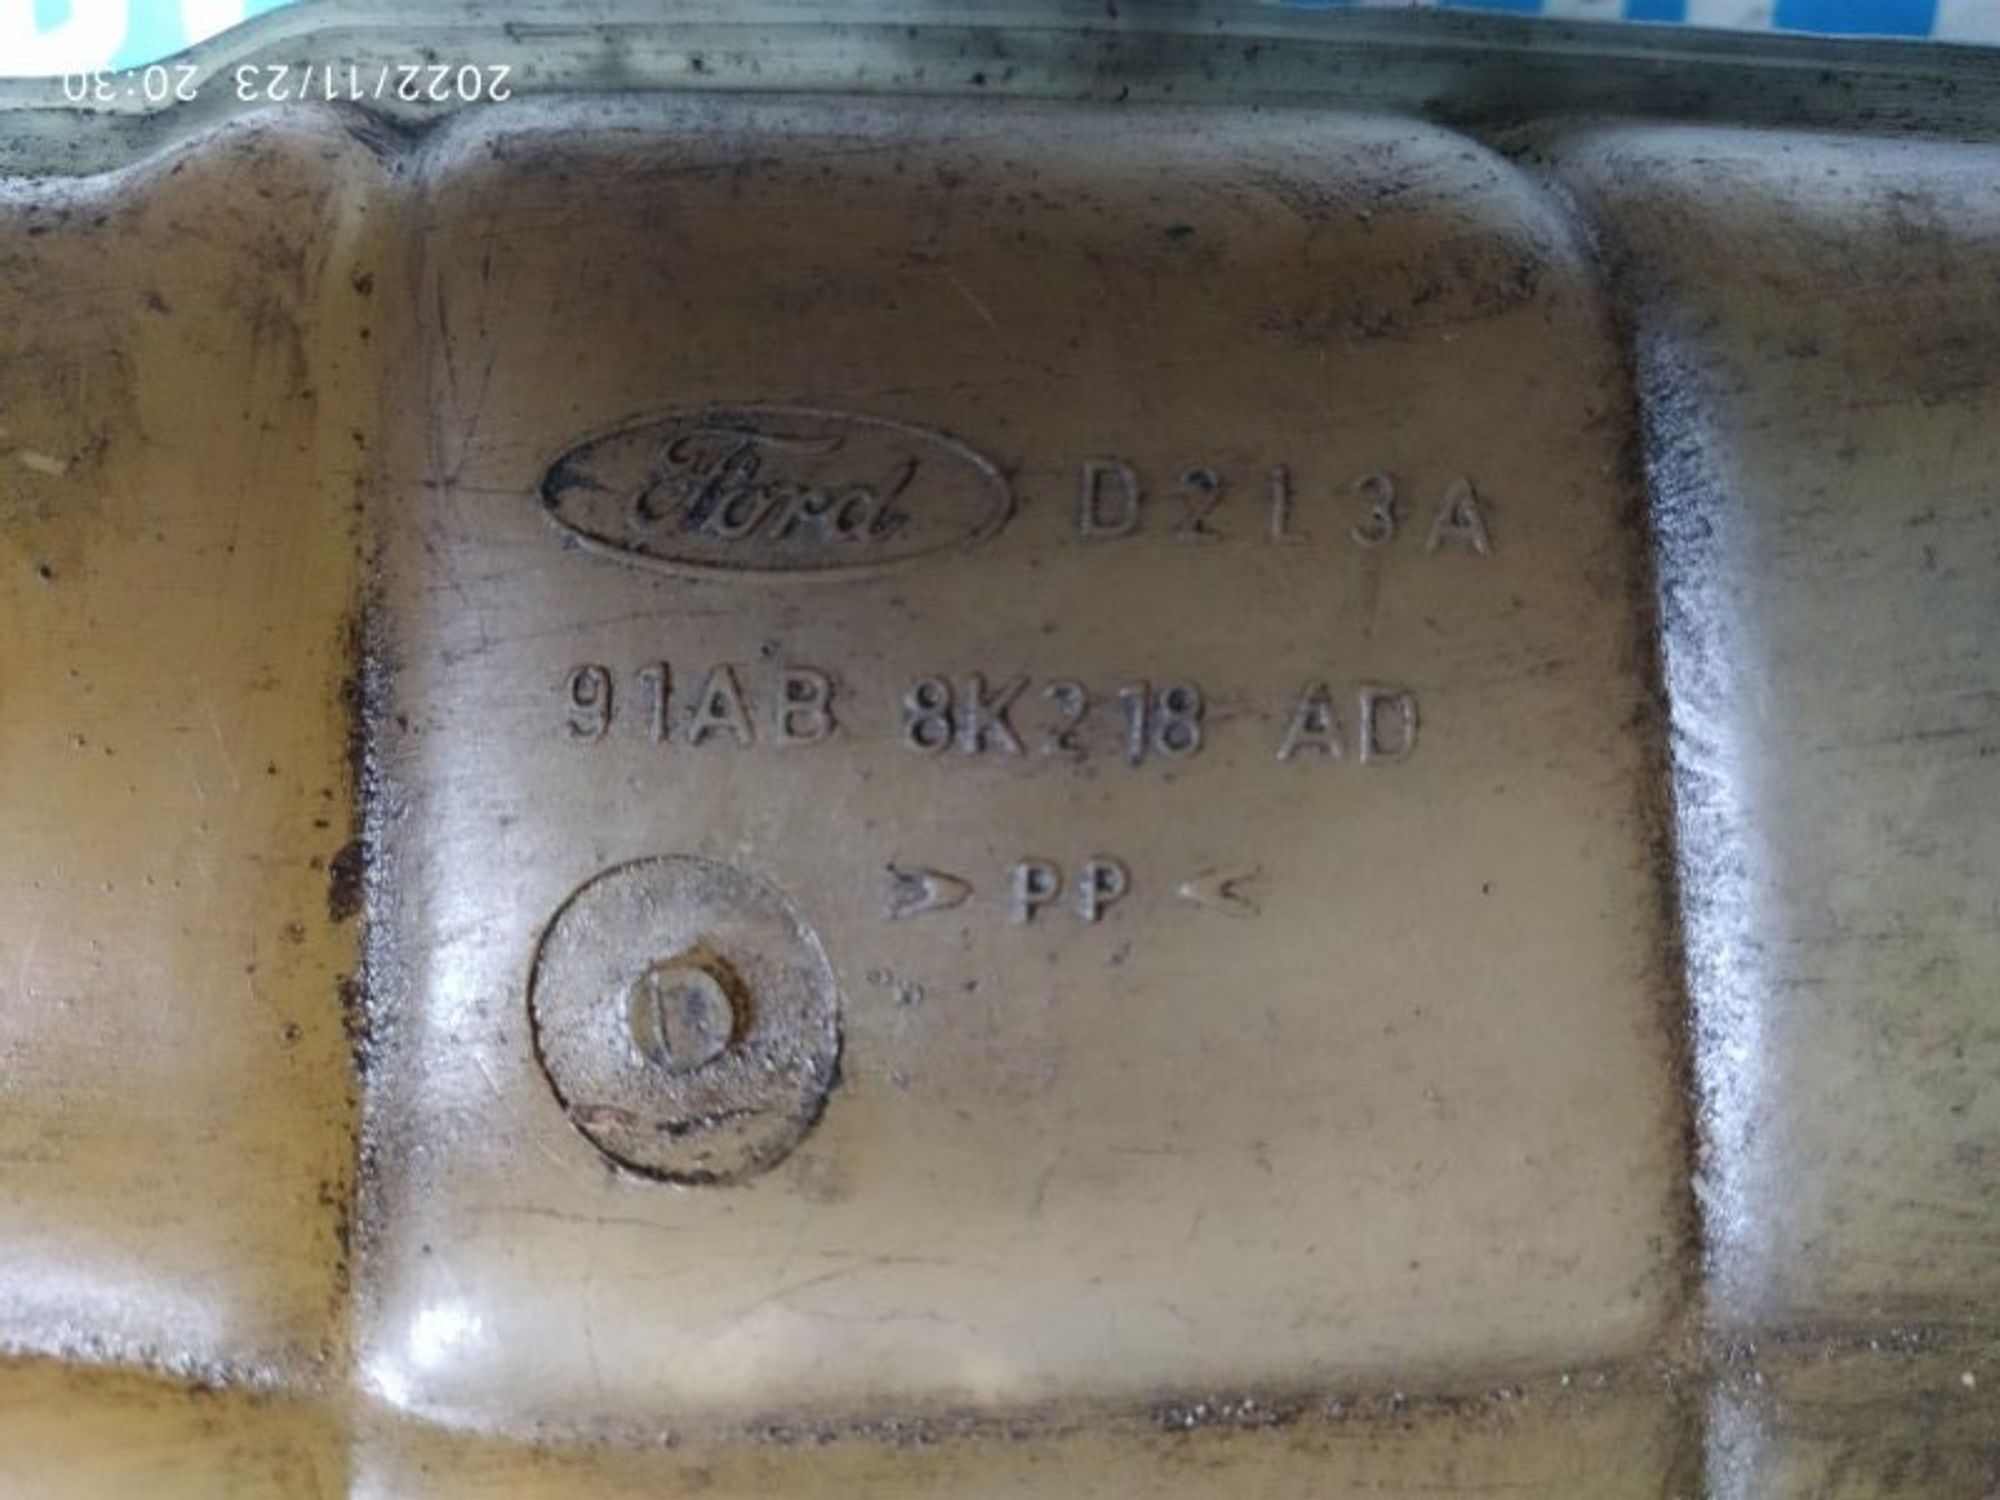 2022/11/23 20:30
Ford D2L3A
91AB 8K218 AD
> PP <